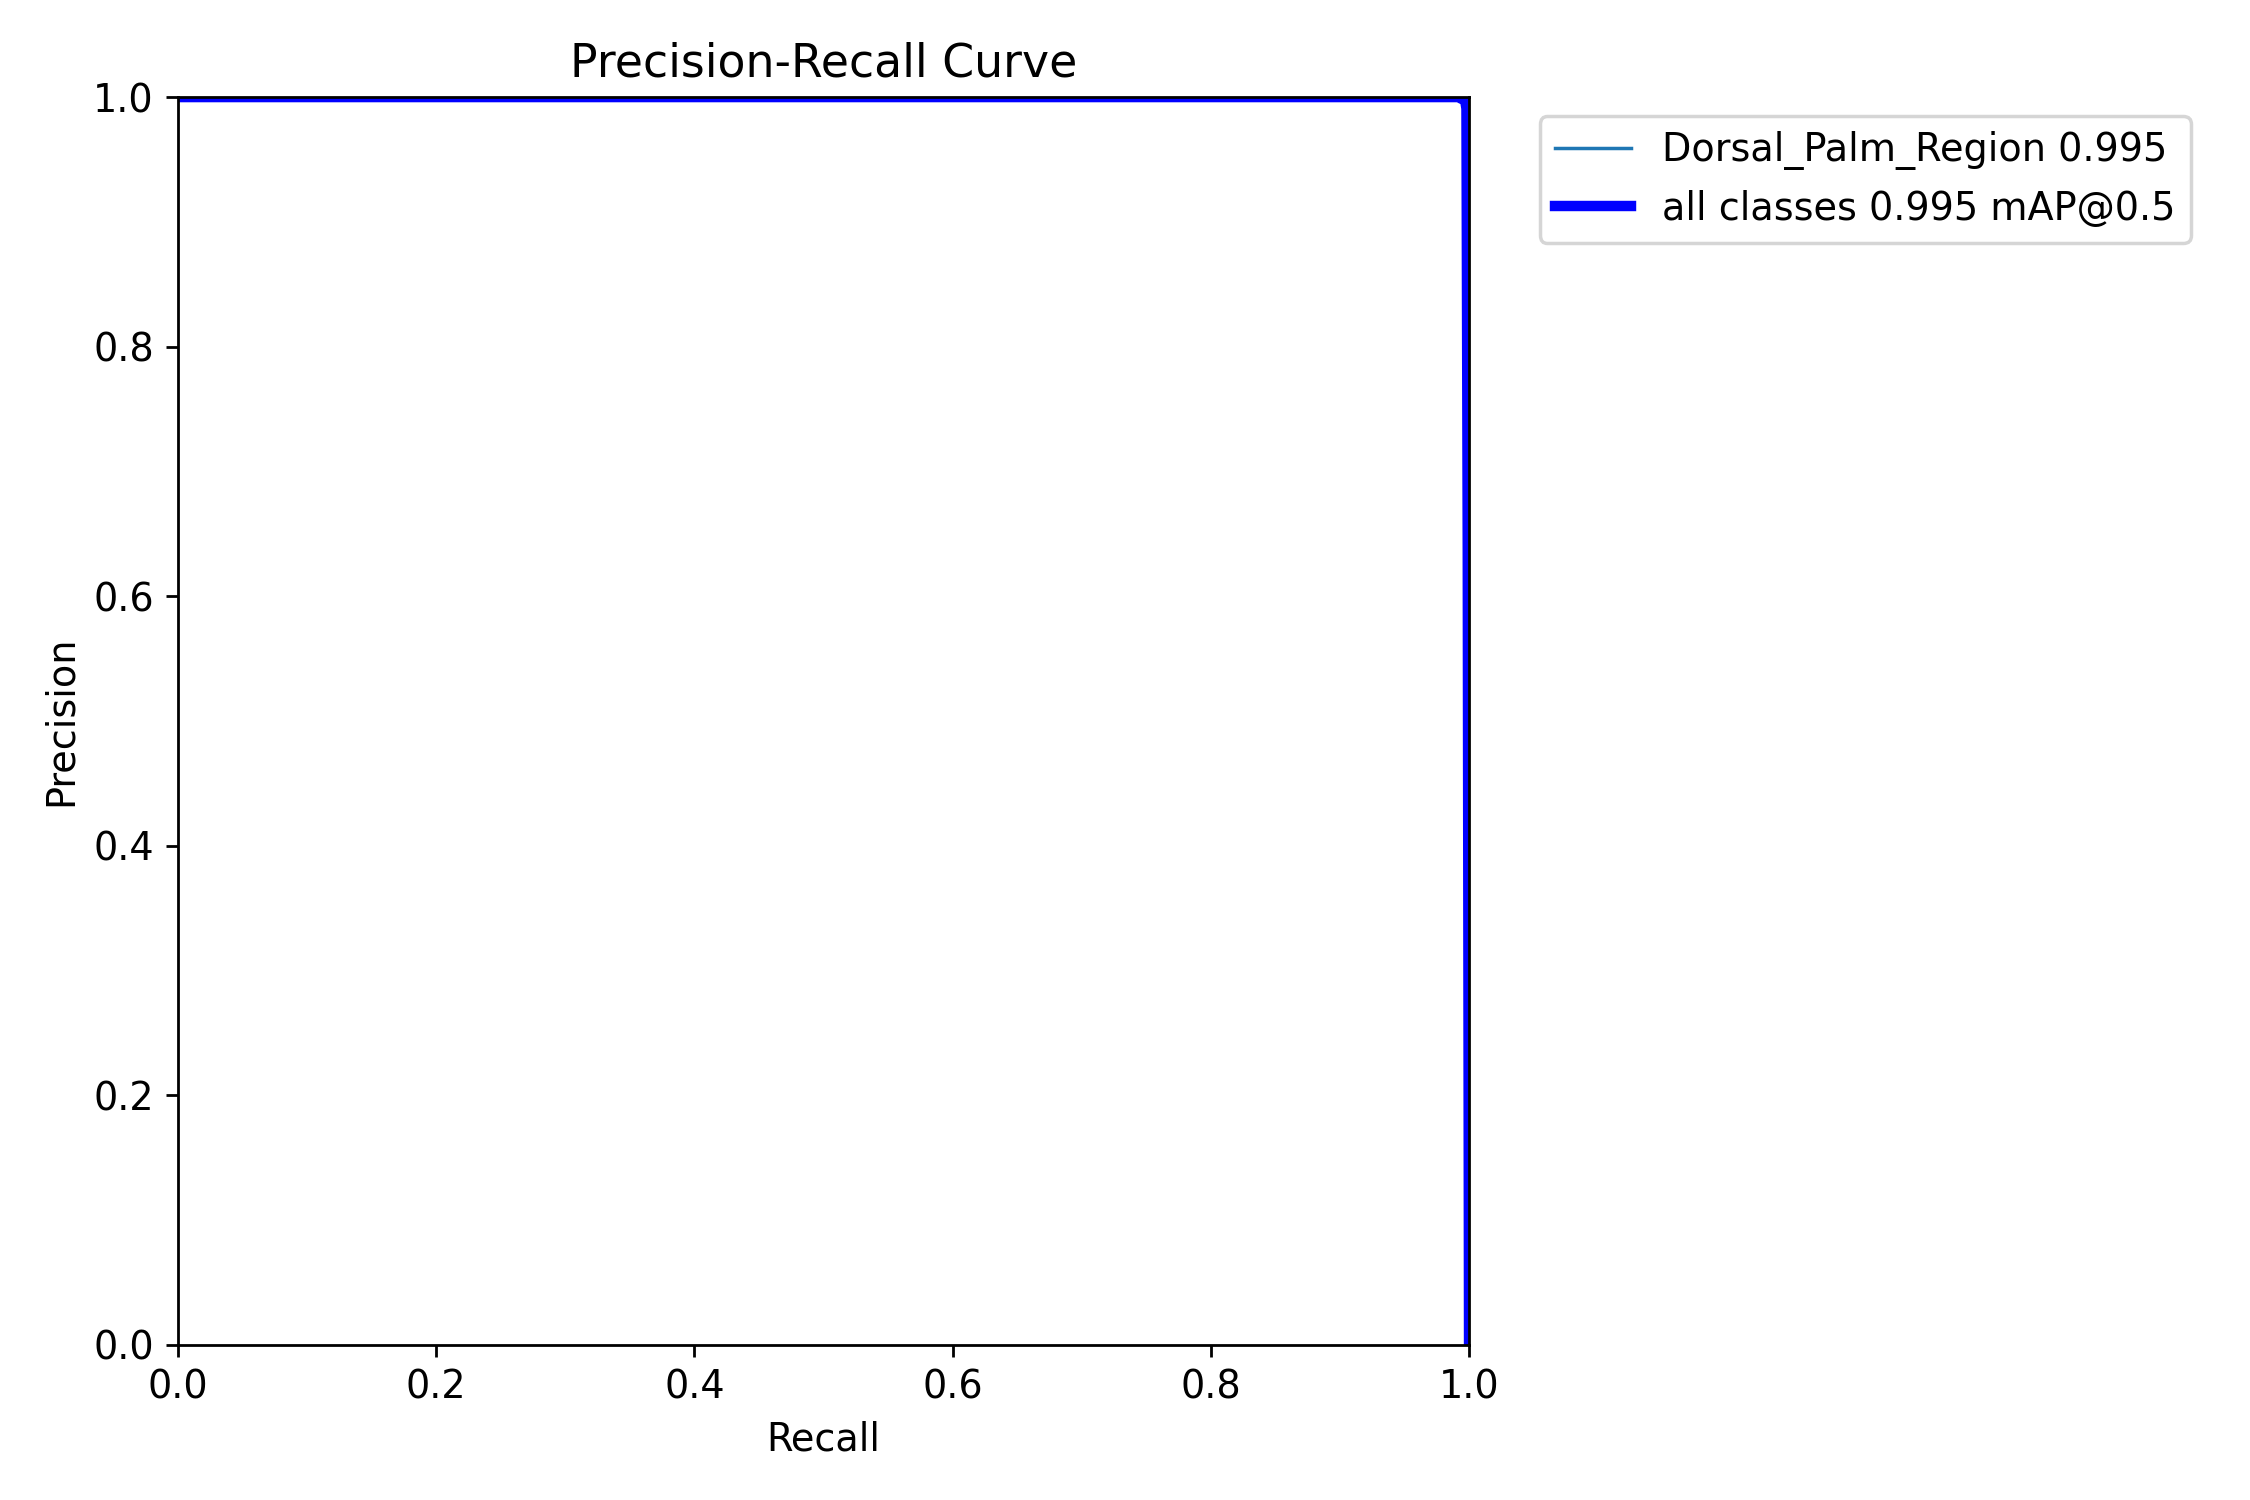 Precision-Recall Curve
Dorsal_Palm_Region 0.995
all classes 0.995 mAP@0.5
Precision
1.0
0.8
0.6
0.4
0.2
0.0
0.0 0.2 0.4 0.6 0.8 1.0
Recall